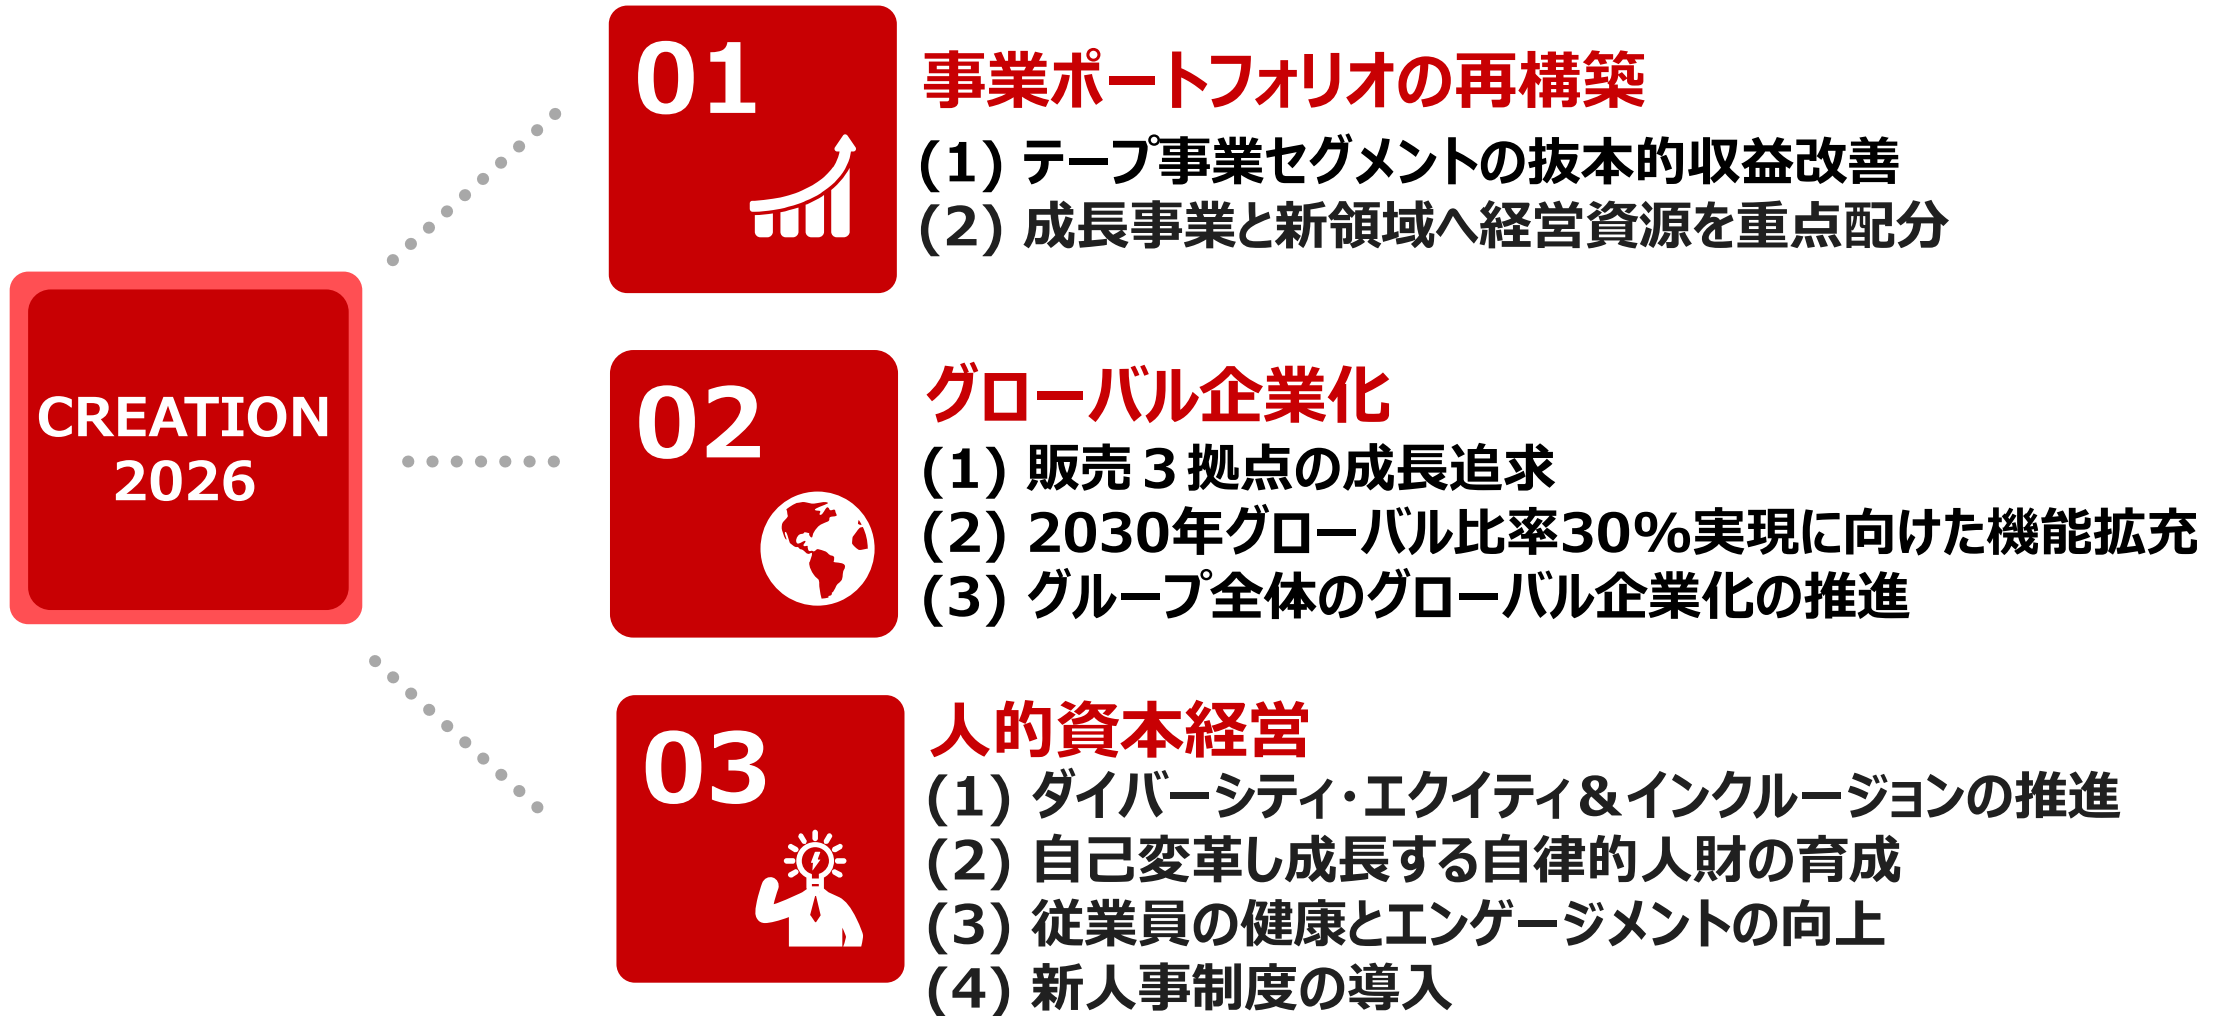 CREATION
2026
01
事業ポートフォリオの再構築
(1) テープ事業セグメントの抜本的収益改善
(2) 成長事業と新領域へ経営資源を重点配分
02
グローバル企業化
(1) 販売３拠点の成長追求
(2) 2030年グローバル比率30%実現に向けた機能拡充
(3) グループ全体のグローバル企業化の推進
03
人的資本経営
(1) ダイバーシティ・エクイティ＆インクルージョンの推進
(2) 自己変革し成長する自律的人財の育成
(3) 従業員の健康とエンゲージメントの向上
(4) 新人事制度の導入